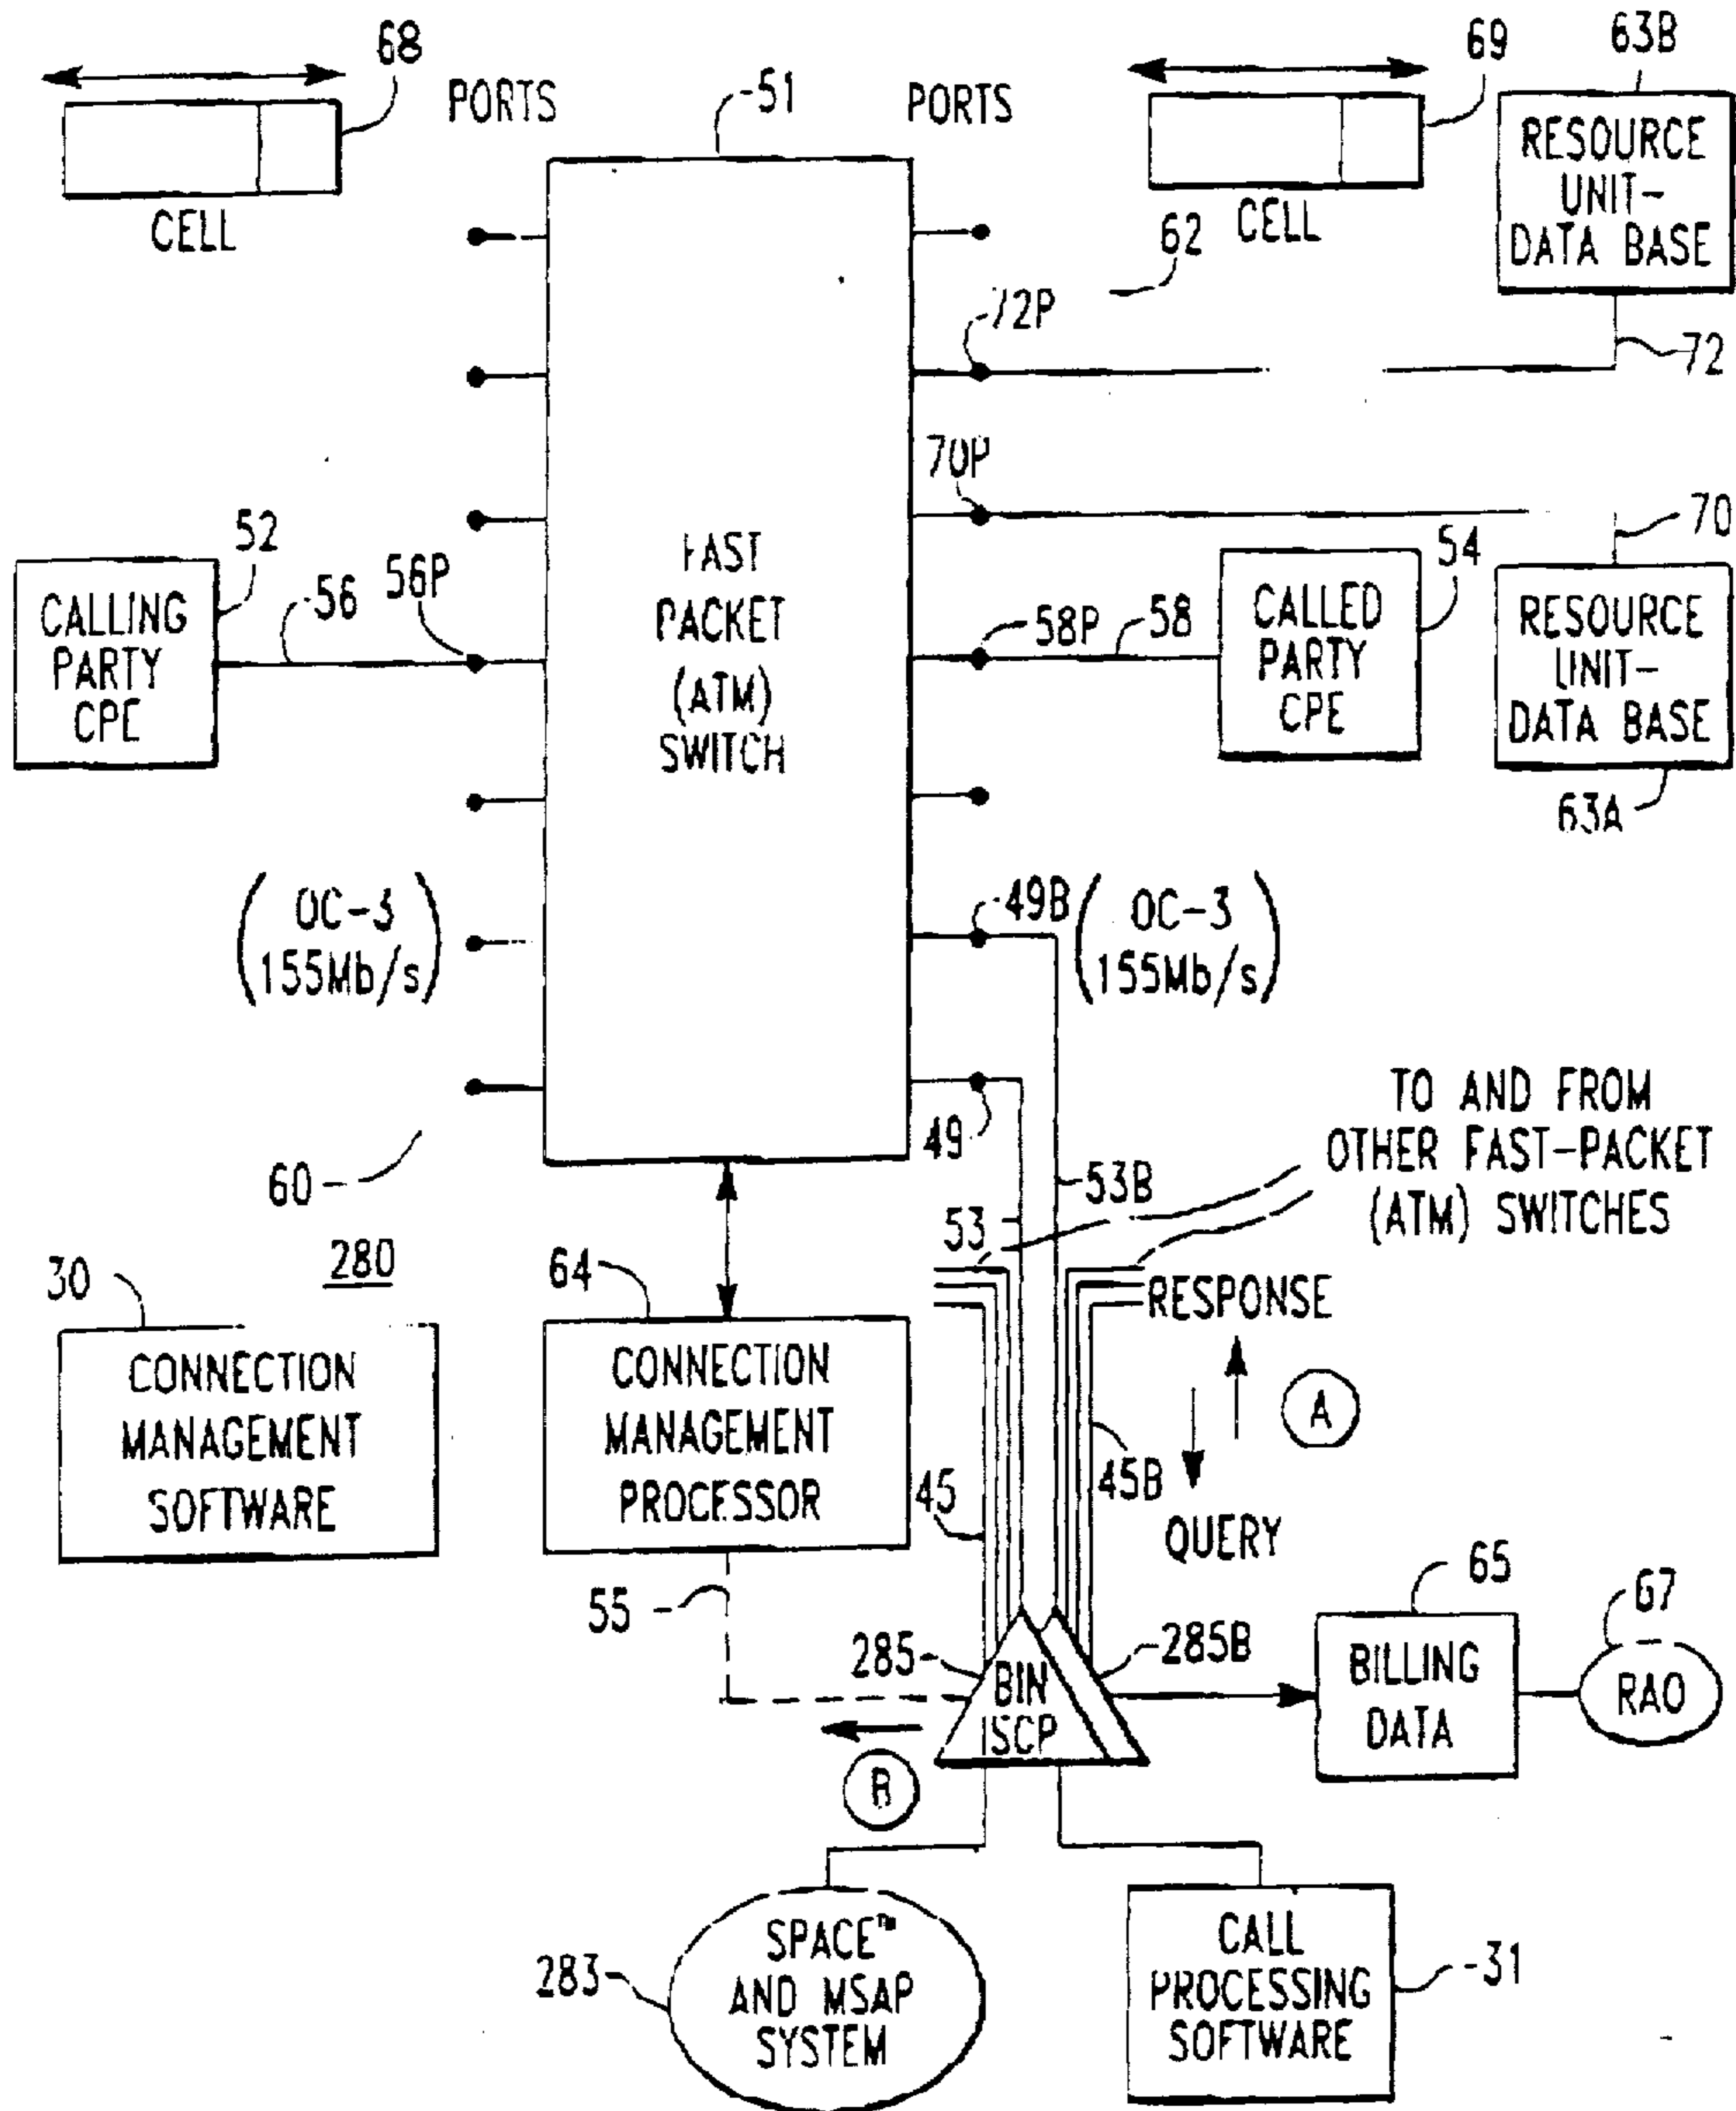 68
PORTS
51
PORTS
69
63B
CELL
CELL
RESOURCE
UNIT-
DATA BASE
62
72P
72
70P
70
52
56
56P
CALLING
PARTY
CPE
FAST
PACKET
(ATM)
SWITCH
58P
58
54
CALLED
PARTY
CPE
RESOURCE
UNIT-
DATA BASE
63A
(OC-3
155Mb/s)
49B
(OC-3
155Mb/s)
49
60
53
53B
TO AND FROM
OTHER FAST-PACKET
(ATM) SWITCHES
280
30
CONNECTION
MANAGEMENT
SOFTWARE
64
CONNECTION
MANAGEMENT
PROCESSOR
RESPONSE
A
45
45B
QUERY
55
285
BIN
ISCP
285B
65
BILLING
DATA
67
RAO
B
283
SPACE™
AND MSAP
SYSTEM
CALL
PROCESSING
SOFTWARE
31